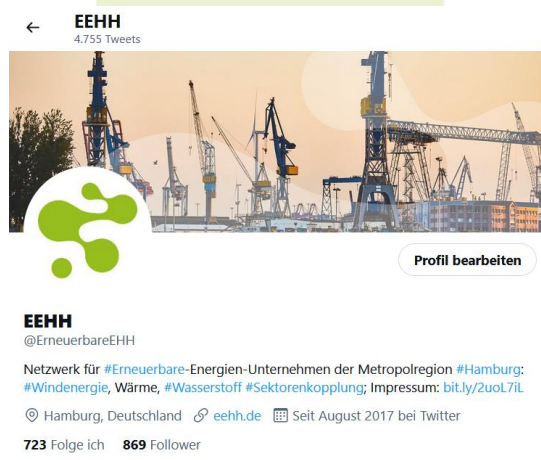 EEHH
4.755 Tweets
Profil bearbeiten
EEHH
@ErneuerbareEHH
Netzwerk für #Erneuerbare-Energien-Unternehmen der Metropolregion #Hamburg:
#Windenergie, Wärme, #Wasserstoff #Sektorenkopplung; Impressum: bit.ly/2uoL7iL
Hamburg, Deutschland eehh.de Seit August 2017 bei Twitter
723 Folge ich 869 Follower